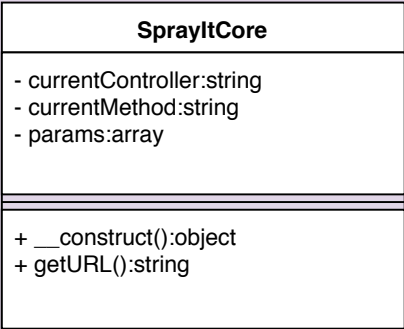 SprayItCore
- currentController:string
- currentMethod:string
- params:array
+ __construct():object
+ getURL():string